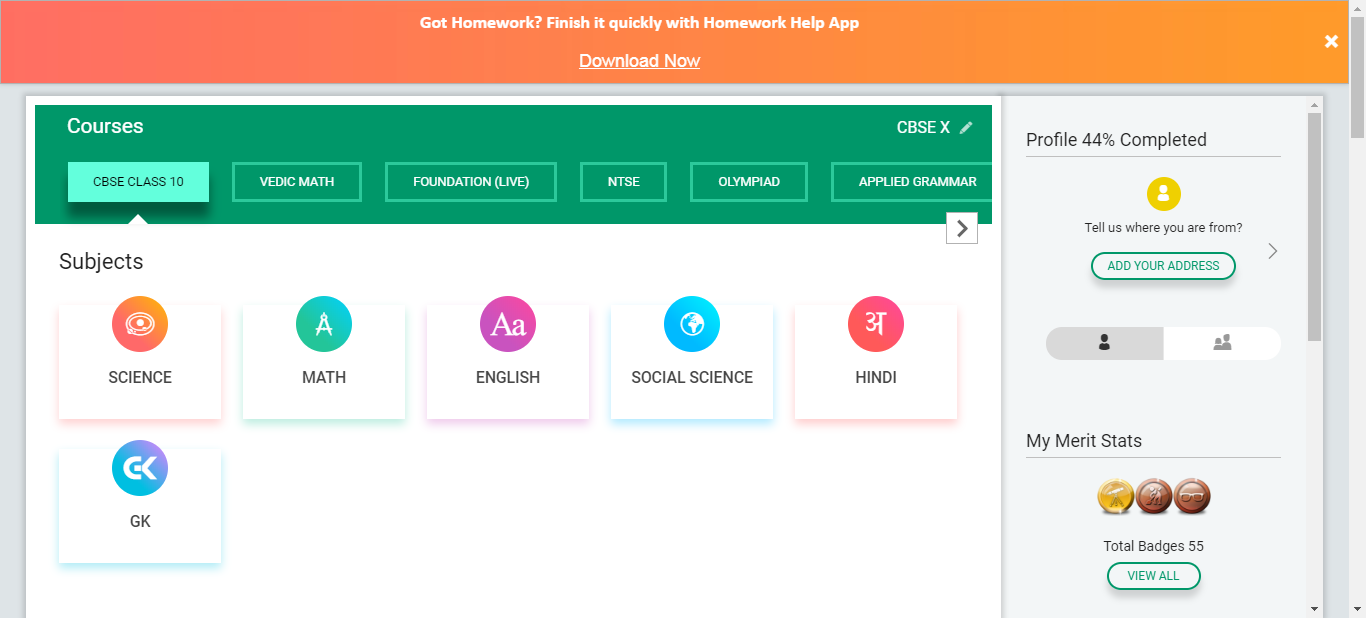 Got Homework? Finish it quickly with Homework Help App
Download Now
Courses
CBSE X
CBSE CLASS 10
VEDIC MATH
FOUNDATION (LIVE)
NTSE
OLYMPIAD
APPLIED GRAMMAR
Subjects
SCIENCE
Aa
MATH
ENGLISH
SOCIAL SCIENCE
अ
HINDI
GK
GK
Profile 44% Completed
Tell us where you are from?
ADD YOUR ADDRESS
My Merit Stats
Total Badges 55
VIEW ALL